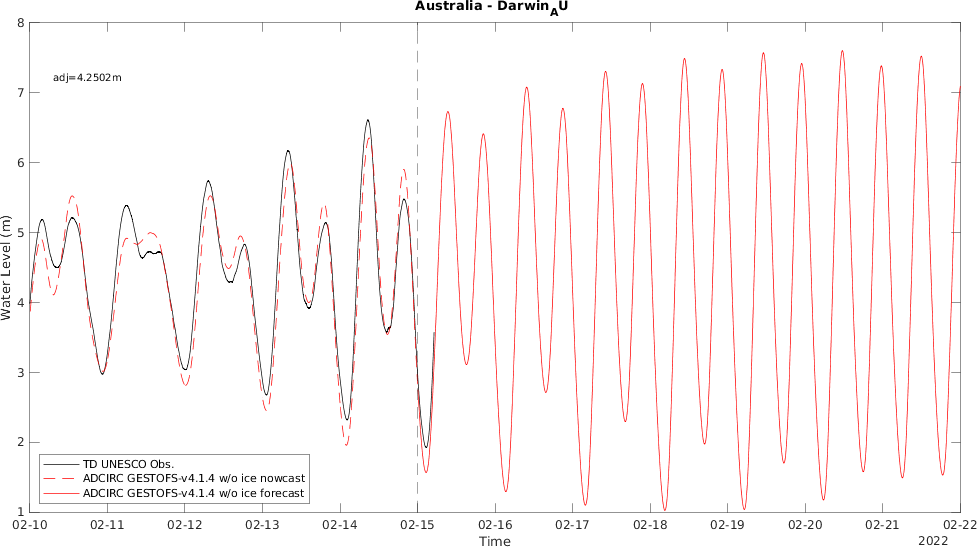 Australia - Darwin_AU
8
adj=4.2502m
7
6
5
4
3
2
1
Water Level (m)
TD UNESCO Obs.
ADCIRC GESTOFS-v4.1.4 w/o ice nowcast
ADCIRC GESTOFS-v4.1.4 w/o ice forecast
02-10 02-11 02-12 02-13 02-14 02-15 02-16 02-17 02-18 02-19 02-20 02-21 02-22
Time
2022